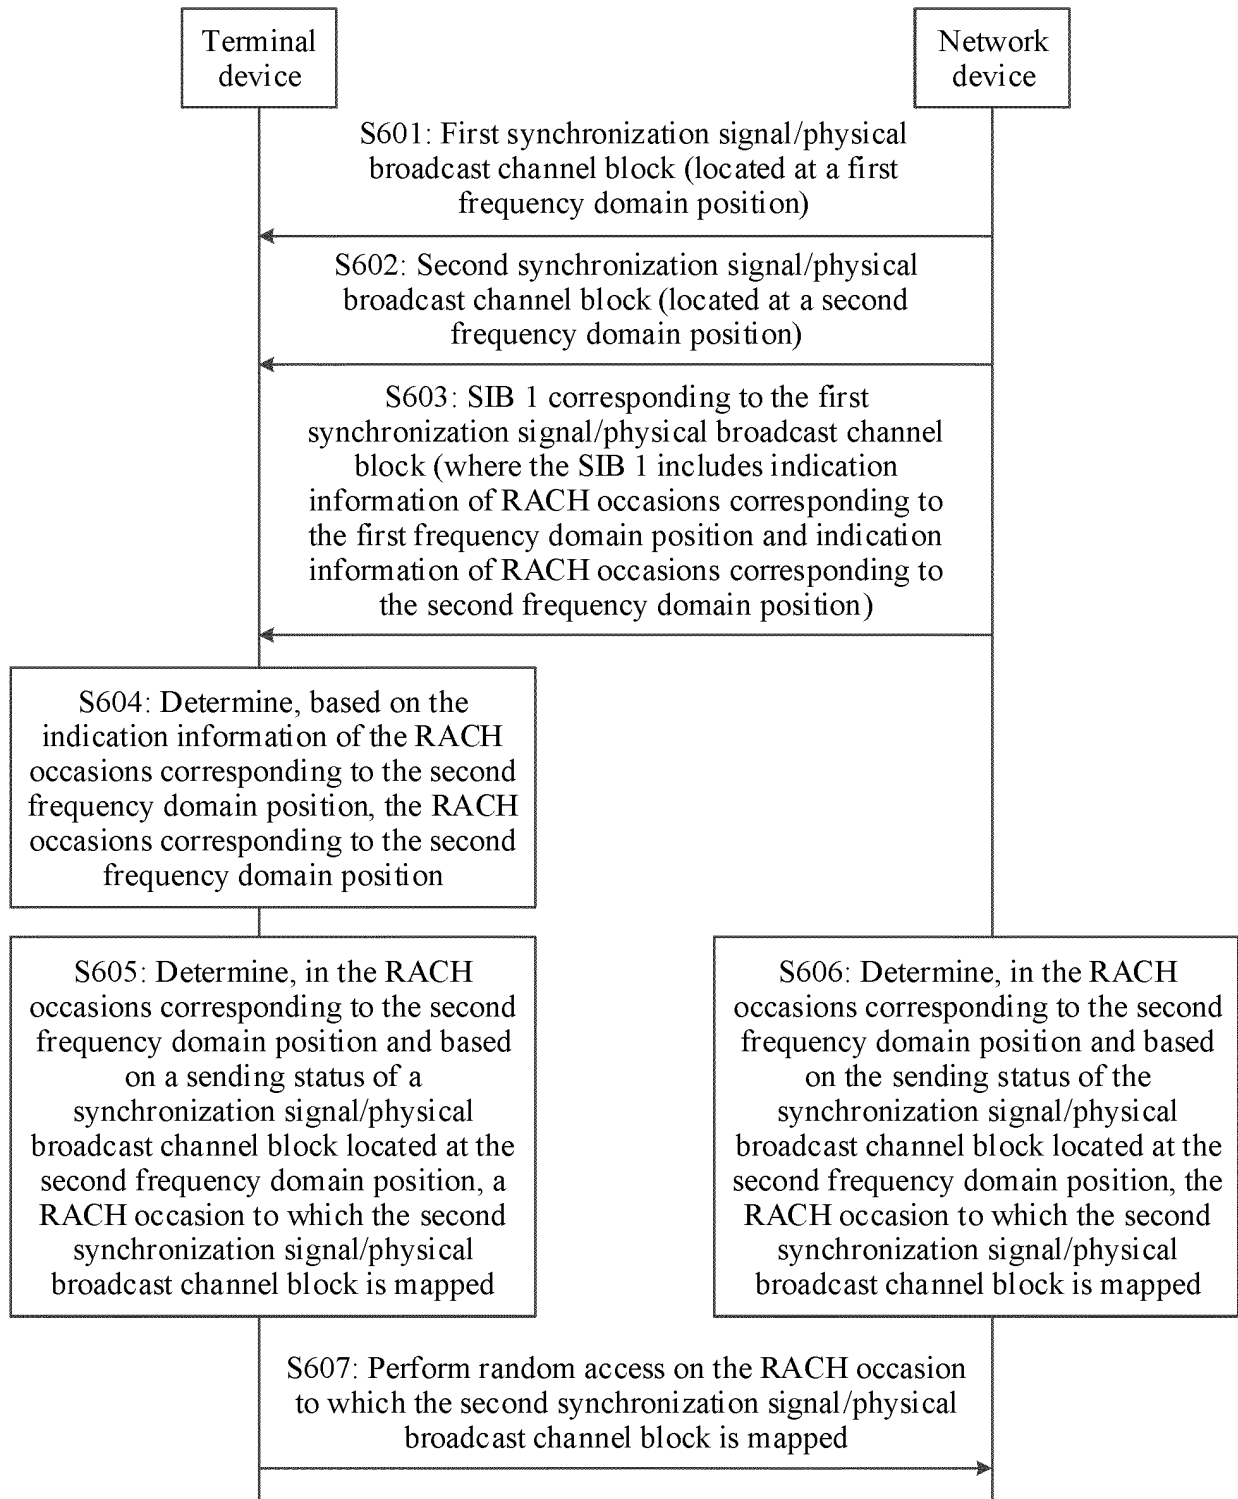 Terminal
device
Network
device
S601: First synchronization signal/physical
broadcast channel block (located at a first
frequency domain position)
S602: Second synchronization signal/physical
broadcast channel block (located at a second
frequency domain position)
S603: SIB 1 corresponding to the first
synchronization signal/physical broadcast channel
block (where the SIB 1 includes indication
information of RACH occasions corresponding to
the first frequency domain position and indication
information of RACH occasions corresponding to
the second frequency domain position)
S604: Determine, based on the
indication information of the RACH
occasions corresponding to the second
frequency domain position, the RACH
occasions corresponding to the second
frequency domain position
S605: Determine, in the RACH
occasions corresponding to the second
frequency domain position and based
on a sending status of a
synchronization signal/physical
broadcast channel block located at the
second frequency domain position, a
RACH occasion to which the second
synchronization signal/physical
broadcast channel block is mapped
S606: Determine, in the RACH
occasions corresponding to the second
frequency domain position and based
on the sending status of the
synchronization signal/physical
broadcast channel block located at the
second frequency domain position, the
RACH occasion to which the second
synchronization signal/physical
broadcast channel block is mapped
S607: Perform random access on the RACH occasion
to which the second synchronization signal/physical
broadcast channel block is mapped